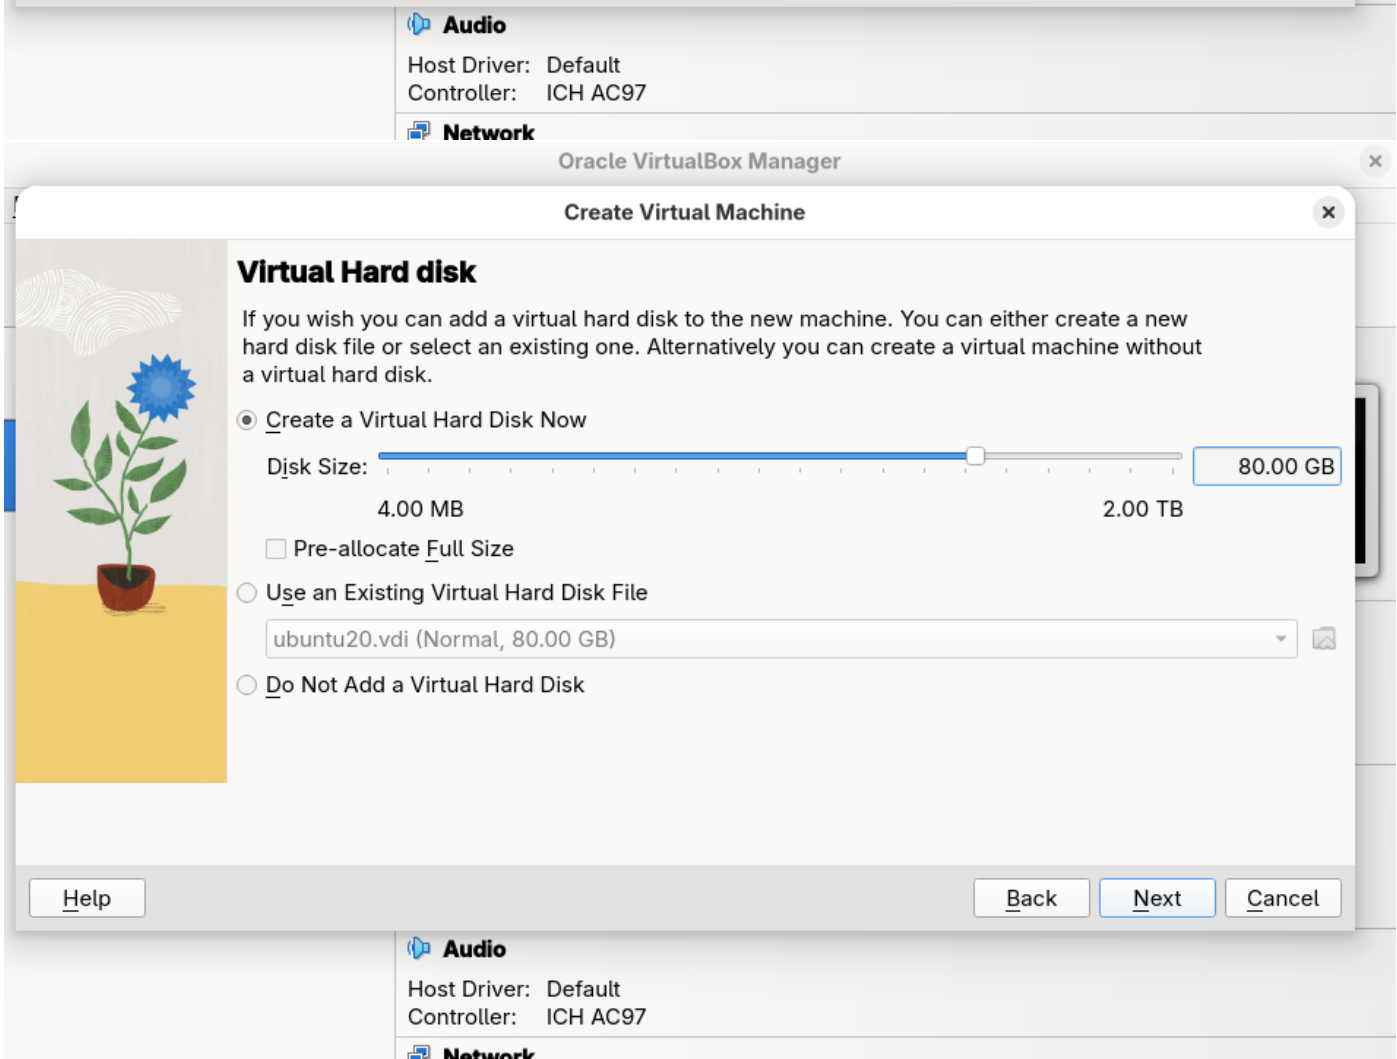 Audio
Host Driver: Default
Controller: ICH AC97
Network
Oracle VirtualBox Manager
Create Virtual Machine
Virtual Hard disk
If you wish you can add a virtual hard disk to the new machine. You can either create a new
hard disk file or select an existing one. Alternatively you can create a virtual machine without
a virtual hard disk.
Create a Virtual Hard Disk Now
Disk Size: 80.00 GB
4.00 MB 2.00 TB
Pre-allocate Full Size
Use an Existing Virtual Hard Disk File
ubuntu20.vdi (Normal, 80.00 GB)
Do Not Add a Virtual Hard Disk
Help Back Next Cancel
Audio
Host Driver: Default
Controller: ICH AC97
Network